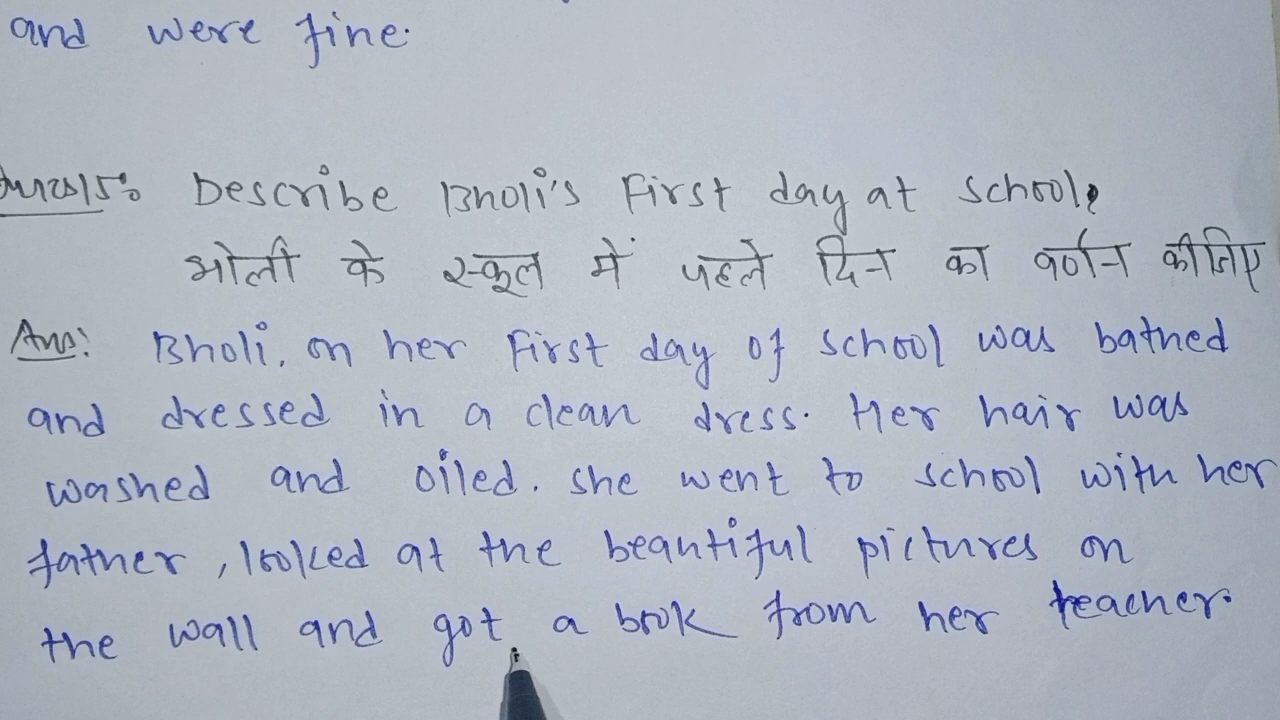 and were fine.
Describe Bholi's First day at school?
भोली के स्कूल में पहले दिन का वर्णन कीजिए
Ans: Bholi, on her First day of school was bathed
and dressed in a clean dress. Her hair was
washed and oiled. She went to school with her
father, looked at the beautiful pictures on
the wall and got a book from her teacher.